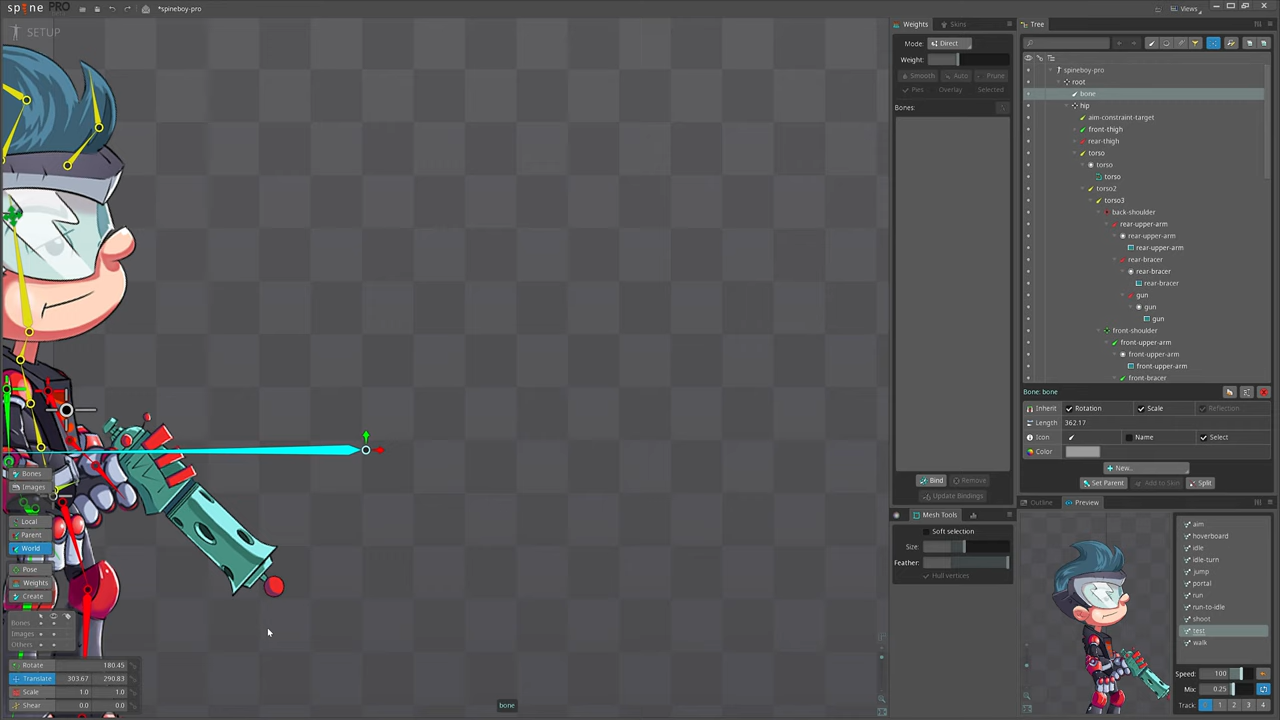 spine PRO
*spineboy-pro
Views
SETUP
Weights
Skins
Tree
Mode:
Direct
Weight:
Smooth
Auto
Prune
Pies
Overlay
Selected
Bones:
spineboy-pro
root
bone
hip
aim-constraint-target
front-thigh
rear-thigh
torso
torso
torso
torso2
torso3
back-shoulder
rear-upper-arm
rear-upper-arm
rear-upper-arm
rear-bracer
rear-bracer
rear-bracer
gun
gun
gun
front-shoulder
front-upper-arm
front-upper-arm
front-upper-arm
front-bracer
Bone: bone
Inherit
Rotation
Scale
Reflection
Length
362.17
Icon
Name
Select
Color
New...
Set Parent
Add to Skin
Split
Bind
Remove
Update Bindings
Mesh Tools
Soft selection
Size:
Feather:
Hull vertices
Outline
Preview
aim
hoverboard
idle
idle-turn
jump
portal
run
run-to-idle
shoot
test
walk
Speed:
100
Mix:
0.25
Track:
1
2
3
4
Bones
Images
Local
Parent
World
Pose
Weights
Create
Bones
Images
Others
Rotate
180.45
Translate
303.67
290.83
Scale
1.0
1.0
Shear
0.0
0.0
bone